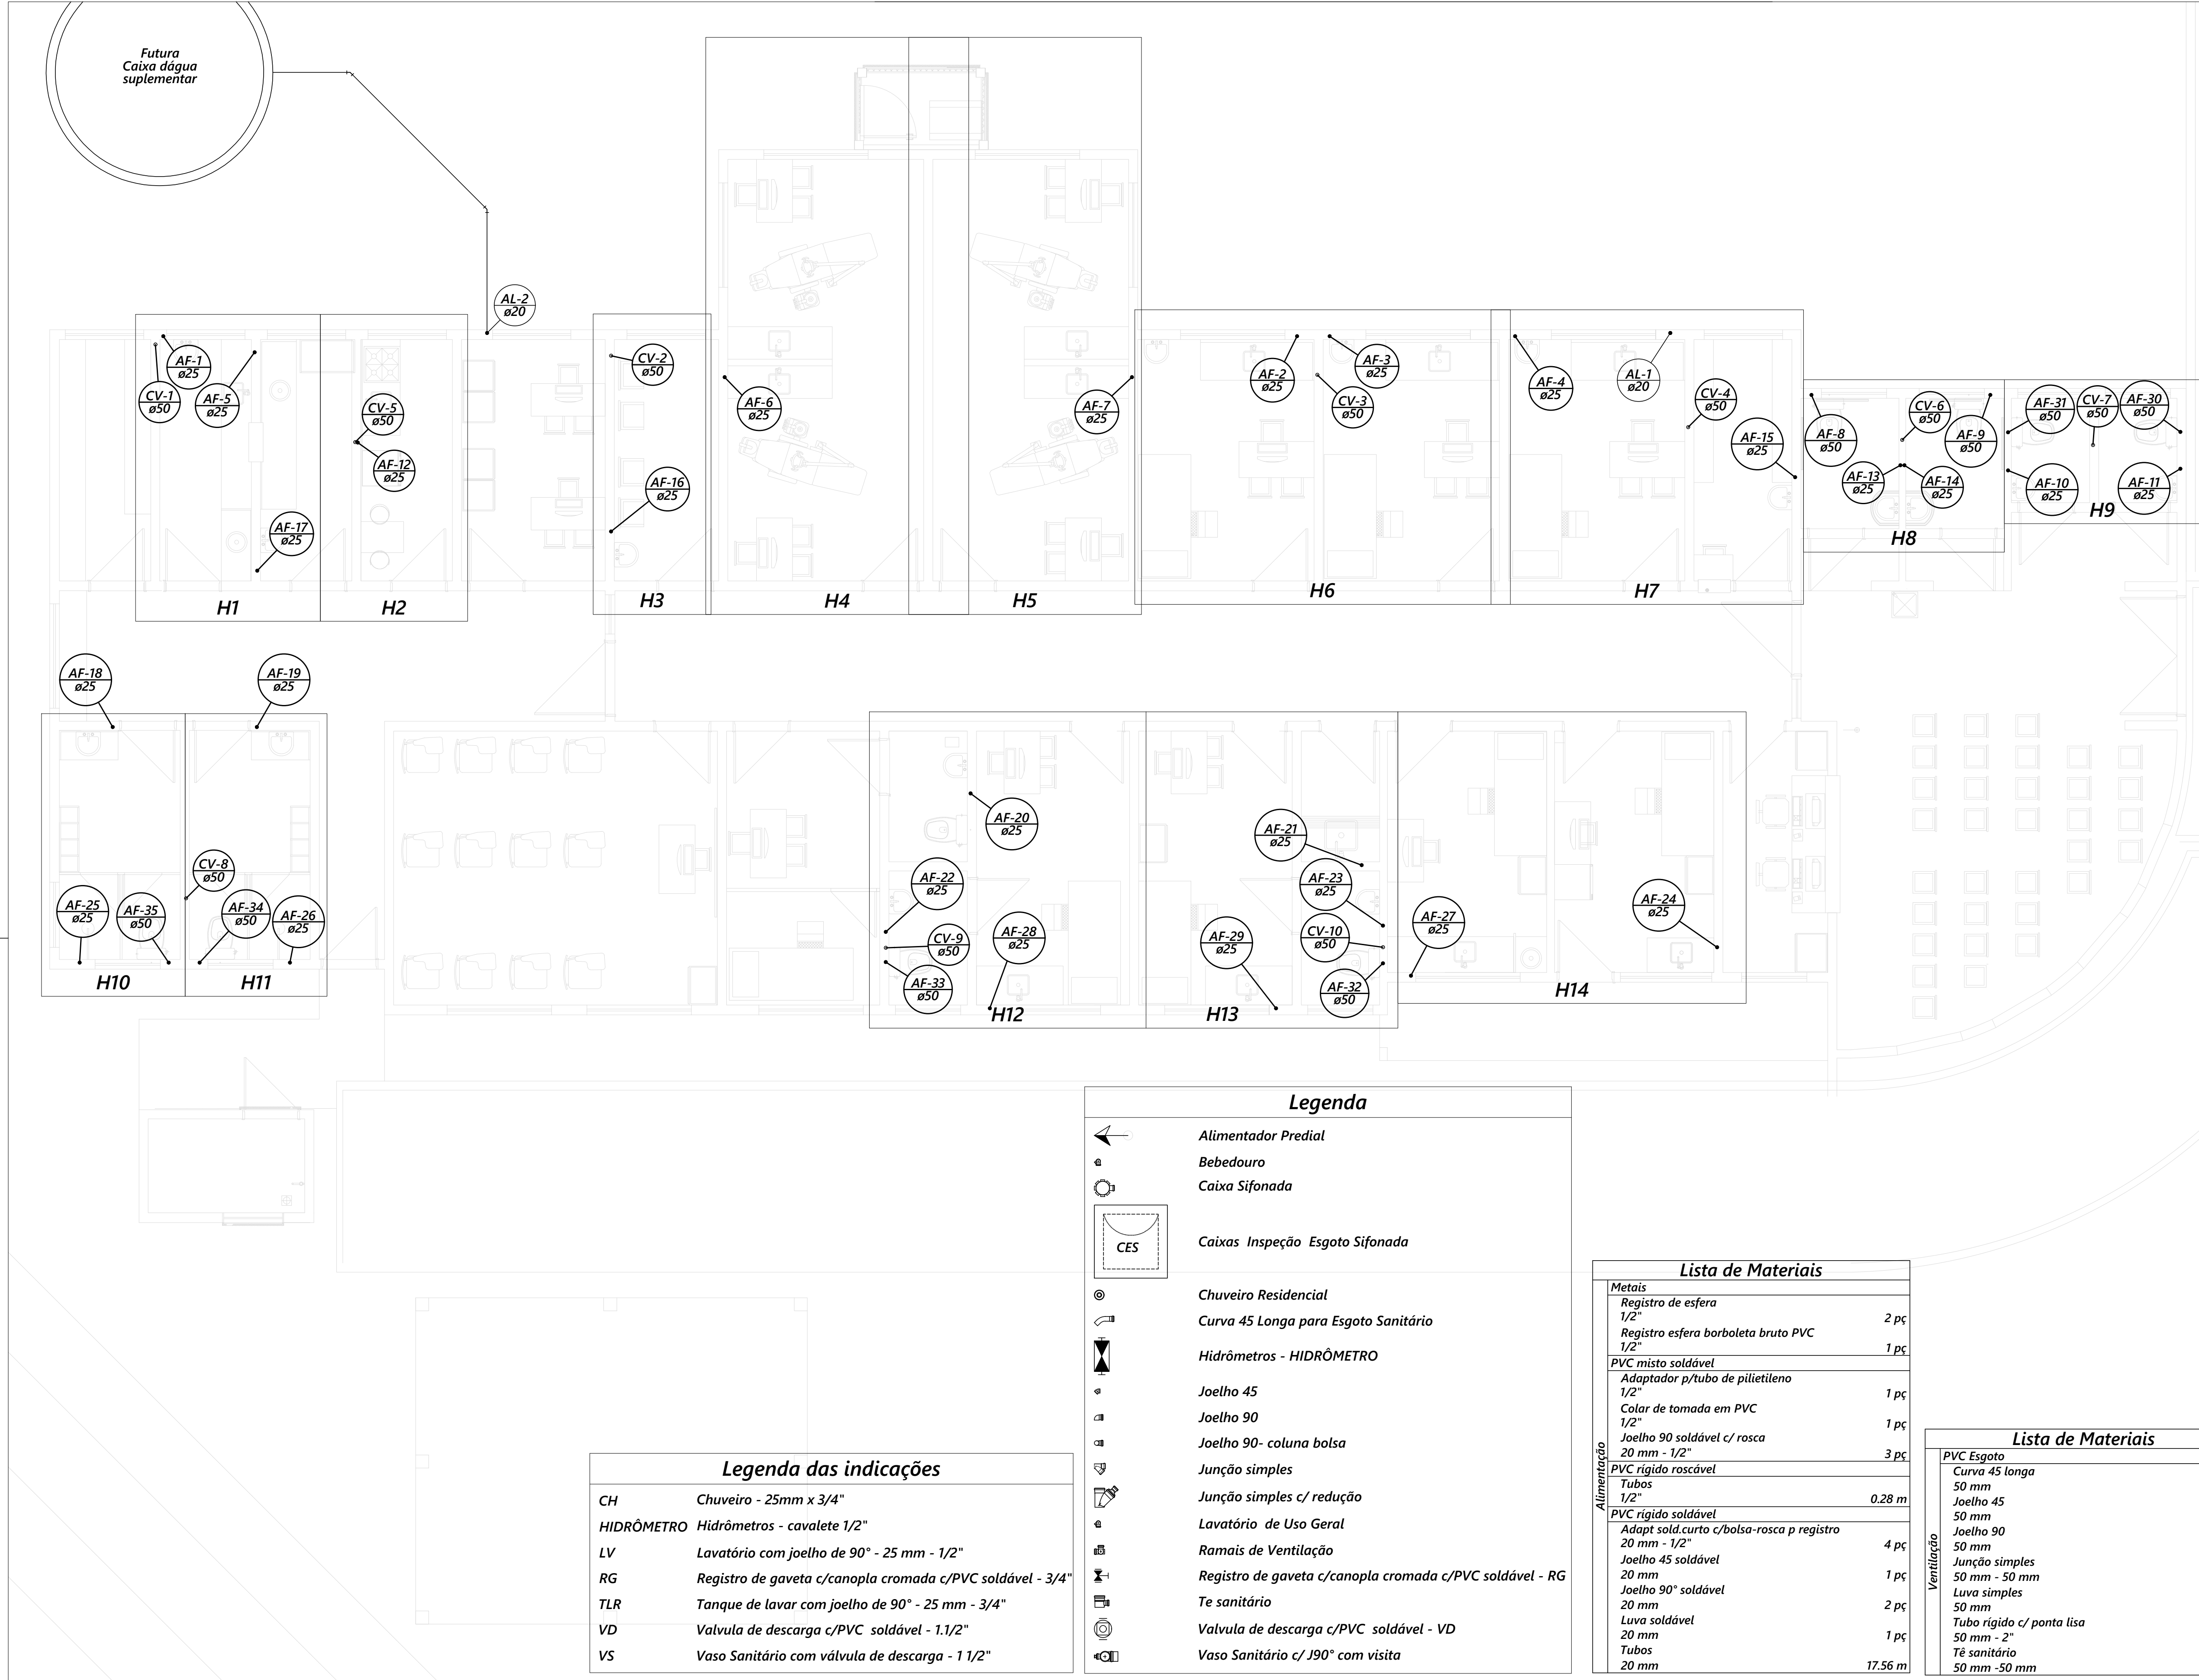 Futura
Caixa dágua
suplementar
AL-2
ø20
AF-1
ø25
CV-1
ø50
AF-5
ø25
CV-5
ø50
AF-12
ø25
AF-17
ø25
H1
H2
CV-2
ø50
AF-16
ø25
H3
AF-6
ø25
AF-7
ø25
H4
H5
AF-2
ø25
AF-3
ø25
CV-3
ø50
H6
AF-4
ø25
AL-1
ø20
CV-4
ø50
AF-15
ø25
H7
AF-8
ø50
CV-6
ø50
AF-9
ø50
AF-13
ø25
AF-14
ø25
H8
AF-31
ø50
CV-7
ø50
AF-30
ø50
AF-10
ø25
AF-11
ø25
H9
AF-18
ø25
AF-19
ø25
CV-8
ø50
AF-25
ø25
AF-35
ø50
AF-34
ø50
AF-26
ø25
H10
H11
AF-20
ø25
AF-22
ø25
CV-9
ø50
AF-28
ø25
AF-33
ø50
H12
AF-21
ø25
AF-23
ø25
AF-29
ø25
CV-10
ø50
AF-32
ø50
H13
AF-27
ø25
AF-24
ø25
H14
Legenda das indicações
CH Chuveiro - 25mm x 3/4"
HIDRÔMETRO Hidrômetros - cavalete 1/2"
LV Lavatório com joelho de 90° - 25 mm - 1/2"
RG Registro de gaveta c/canopla cromada c/PVC soldável - 3/4"
TLR Tanque de lavar com joelho de 90° - 25 mm - 3/4"
VD Valvula de descarga c/PVC soldável - 1.1/2"
VS Vaso Sanitário com válvula de descarga - 1 1/2"
Legenda
Alimentador Predial
Bebedouro
Caixa Sifonada
CES
Caixas Inspeção Esgoto Sifonada
Chuveiro Residencial
Curva 45 Longa para Esgoto Sanitário
Hidrômetros - HIDRÔMETRO
Joelho 45
Joelho 90
Joelho 90- coluna bolsa
Junção simples
Junção simples c/ redução
Lavatório de Uso Geral
Ramais de Ventilação
Registro de gaveta c/canopla cromada c/PVC soldável - RG
Te sanitário
Valvula de descarga c/PVC soldável - VD
Vaso Sanitário c/ J90° com visita
Lista de Materiais
Alimentação
Metais
Registro de esfera
1/2" 2 pç
Registro esfera borboleta bruto PVC
1/2" 1 pç
PVC misto soldável
Adaptador p/tubo de pilietileno
1/2" 1 pç
Colar de tomada em PVC
1/2" 1 pç
Joelho 90 soldável c/ rosca
20 mm - 1/2" 3 pç
PVC rígido roscável
Tubos
1/2" 0.28 m
PVC rígido soldável
Adapt sold.curto c/bolsa-rosca p registro
20 mm - 1/2" 4 pç
Joelho 45 soldável
20 mm 1 pç
Joelho 90° soldável
20 mm 2 pç
Luva soldável
20 mm 1 pç
Tubos
20 mm 17.56 m
Lista de Materiais
Ventilação
PVC Esgoto
Curva 45 longa
50 mm
Joelho 45
50 mm
Joelho 90
50 mm
Junção simples
50 mm - 50 mm
Luva simples
50 mm
Tubo rígido c/ ponta lisa
50 mm - 2"
Tê sanitário
50 mm -50 mm